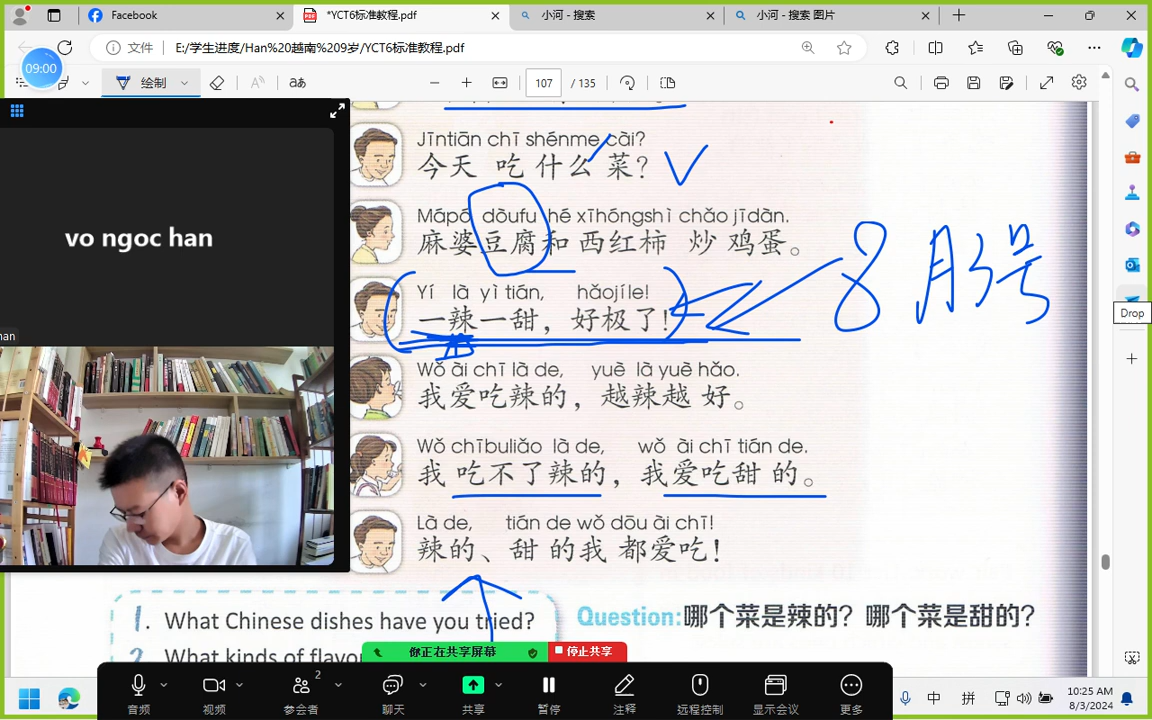 Facebook
*YCT6标准教程.pdf
小河 - 搜索
小河 - 搜索 图片
文件
E:/学生进度/Han%20越南%209岁/YCT6标准教程.pdf
09:00
绘制
aあ
107 / 135
vo ngoc han
Jīntiān chī shénme cài?
今天 吃 什么 菜?
dòufu hé xīhóngshì chǎo jīdàn.
麻婆豆腐和 西红柿 炒 鸡蛋。
Yí là yì tián, hǎojíle!
一辣一甜, 好极了!
8月3号
Wǒ ài chī là de, yuè là yuè hǎo.
我爱吃辣的, 越辣越 好。
Wǒ chībuliǎo là de, wǒ ài chī tián de.
我 吃不了辣的, 我爱吃甜 的。
Là de, tián de wǒ dōu ài chī!
辣的、甜 的我 都爱吃!
1. What Chinese dishes have you tried?
Question:哪个菜是辣的? 哪个菜是甜的?
2. What kinds of flavo
Drop
你正在共享屏幕
停止共享
音频
视频
2
参会者
聊天
共享
暂停
注释
远程控制
显示会议
更多
中
拼
10:25 AM
8/3/2024